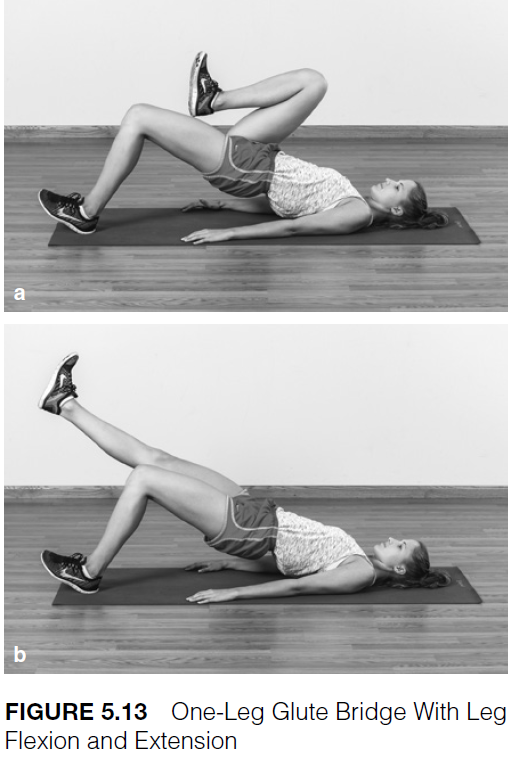 a
b
FIGURE 5.13 One-Leg Glute Bridge With Leg
Flexion and Extension